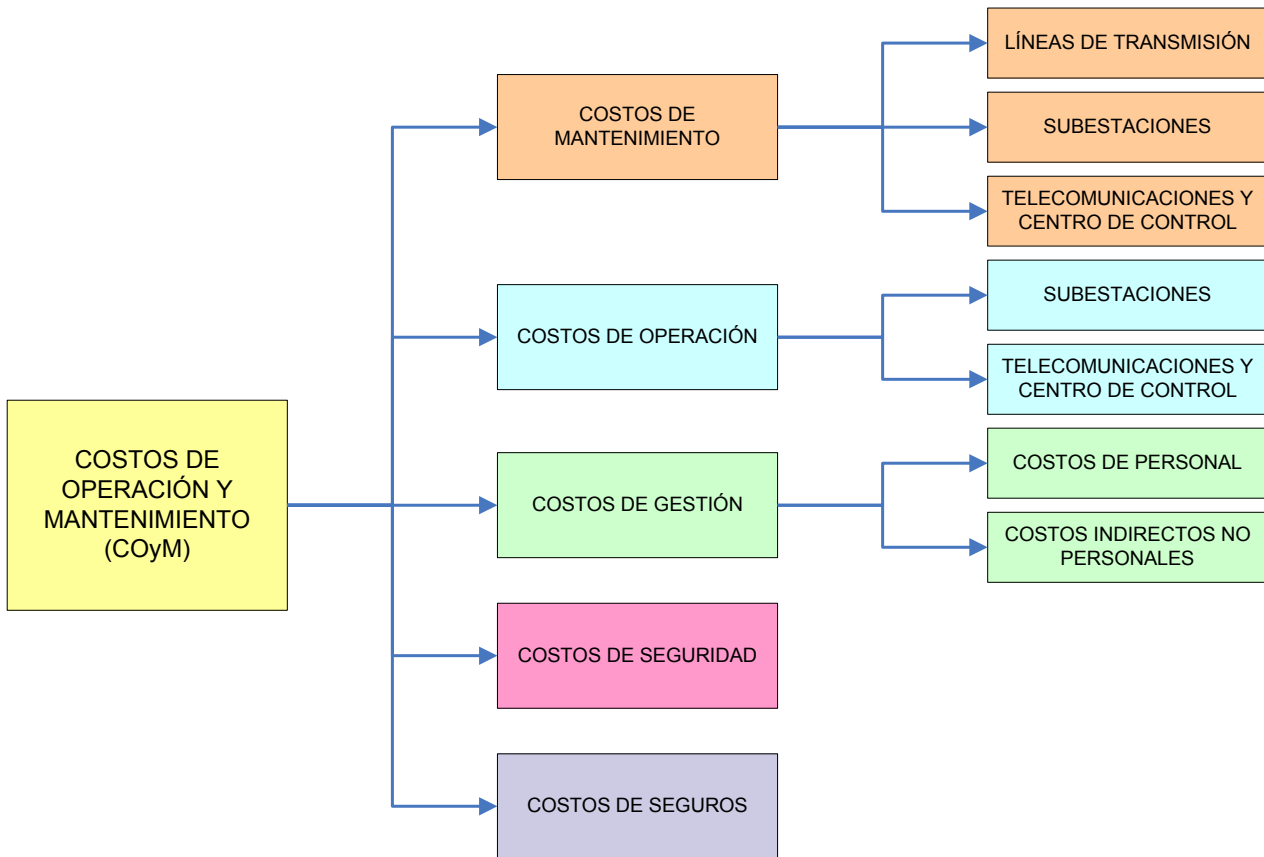 LÍNEAS DE TRANSMISIÓN
COSTOS DE
MANTENIMIENTO
SUBESTACIONES
TELECOMUNICACIONES Y
CENTRO DE CONTROL
SUBESTACIONES
COSTOS DE OPERACIÓN
TELECOMUNICACIONES Y
CENTRO DE CONTROL
COSTOS DE
OPERACIÓN Y
MANTENIMIENTO
(COyM)
COSTOS DE PERSONAL
COSTOS DE GESTIÓN
COSTOS INDIRECTOS NO
PERSONALES
COSTOS DE SEGURIDAD
COSTOS DE SEGUROS